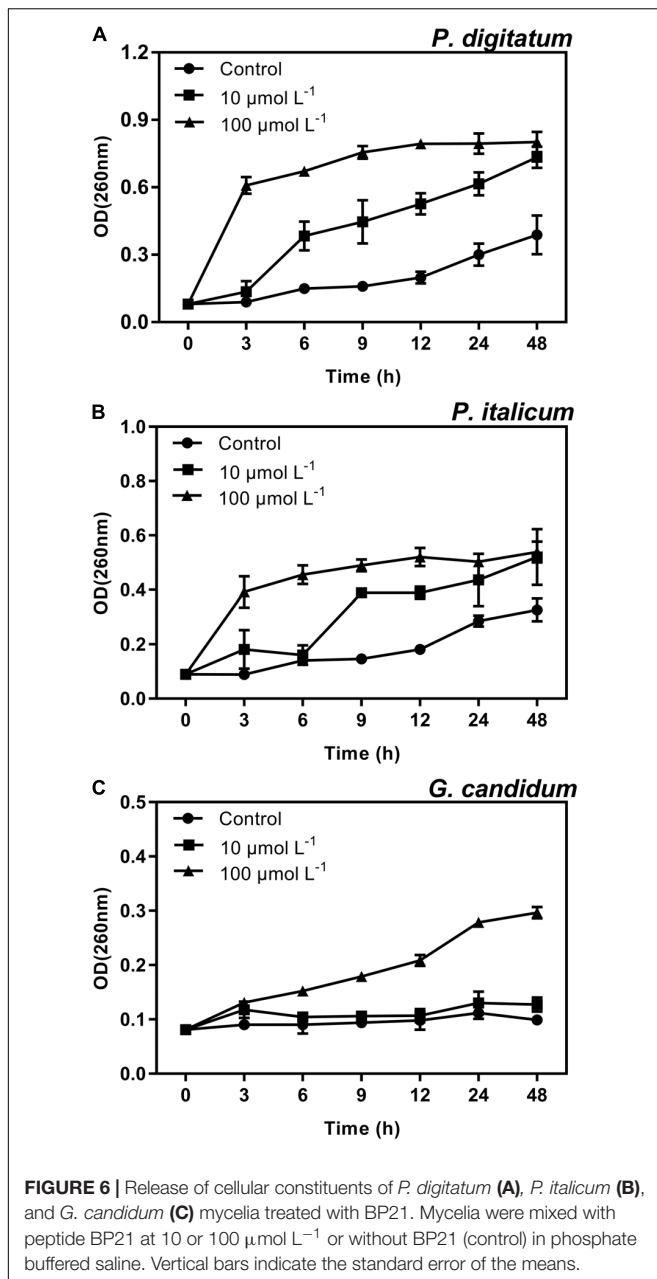 A
P. digitatum
1.2
0.9
0.6
0.3
0.0
OD(260nm)
Control
10 µmol L⁻¹
100 µmol L⁻¹
0 3 6 9 12 24 48
Time (h)
B
P. italicum
1.0
0.8
0.6
0.4
0.2
0.0
OD(260nm)
Control
10 µmol L⁻¹
100 µmol L⁻¹
0 3 6 9 12 24 48
Time (h)
C
G. candidum
0.5
0.4
0.3
0.2
0.1
0.0
OD(260nm)
Control
10 µmol L⁻¹
100 µmol L⁻¹
0 3 6 9 12 24 48
Time (h)
FIGURE 6 | Release of cellular constituents of P. digitatum (A), P. italicum (B),
and G. candidum (C) mycelia treated with BP21. Mycelia were mixed with
peptide BP21 at 10 or 100 µmol L⁻¹ or without BP21 (control) in phosphate
buffered saline. Vertical bars indicate the standard error of the means.